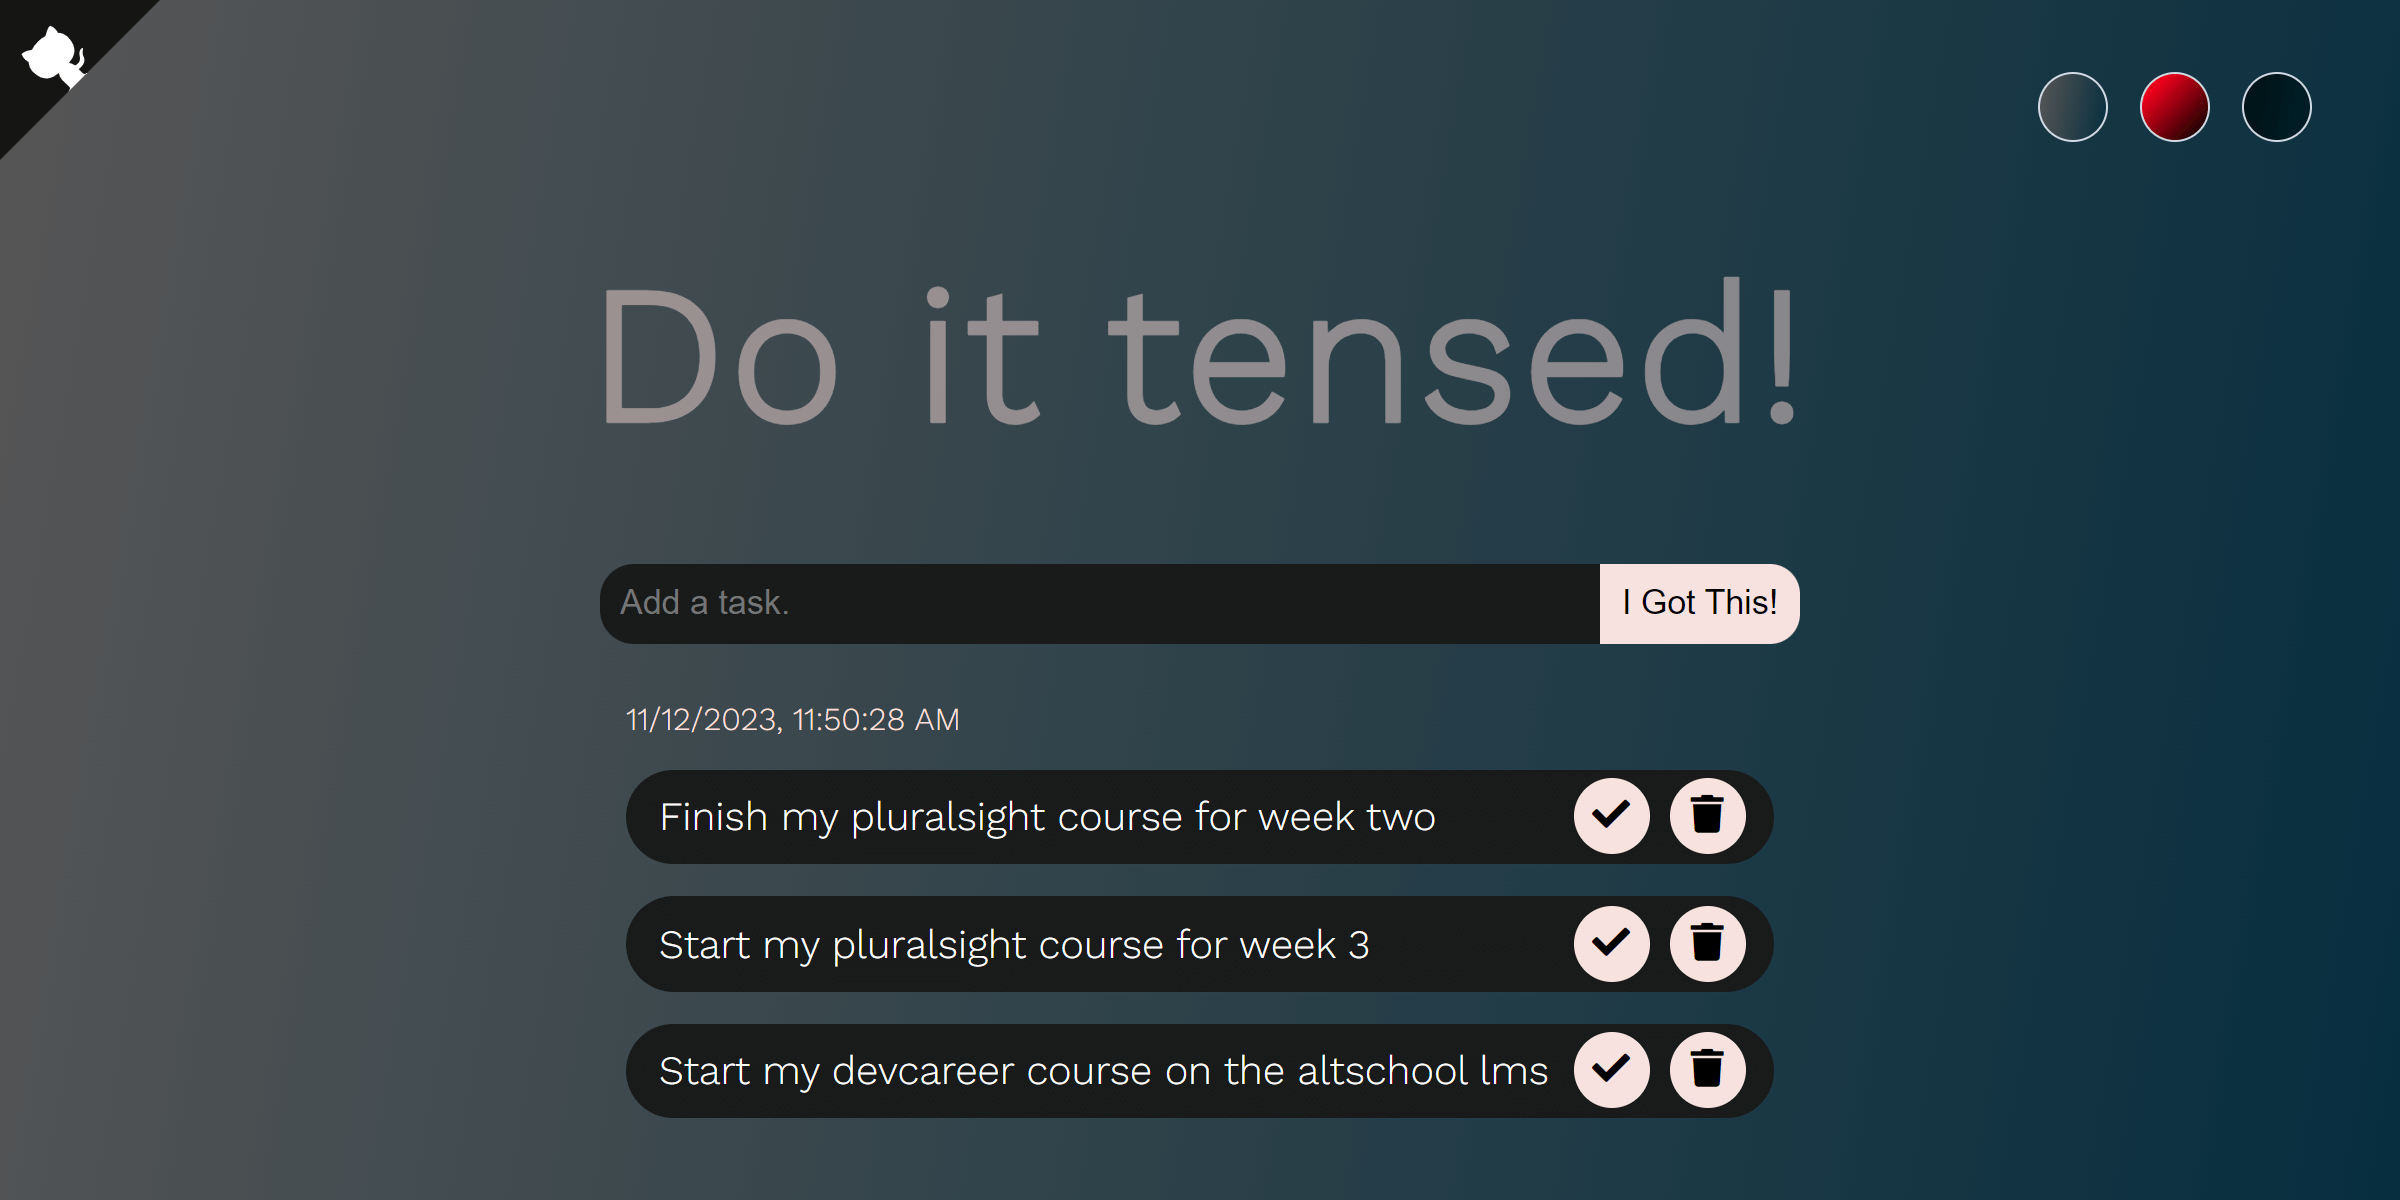 Do it tensed!
Add a task.
I Got This!
11/12/2023, 11:50:28 AM
Finish my pluralsight course for week two
Start my pluralsight course for week 3
Start my devcareer course on the altschool lms